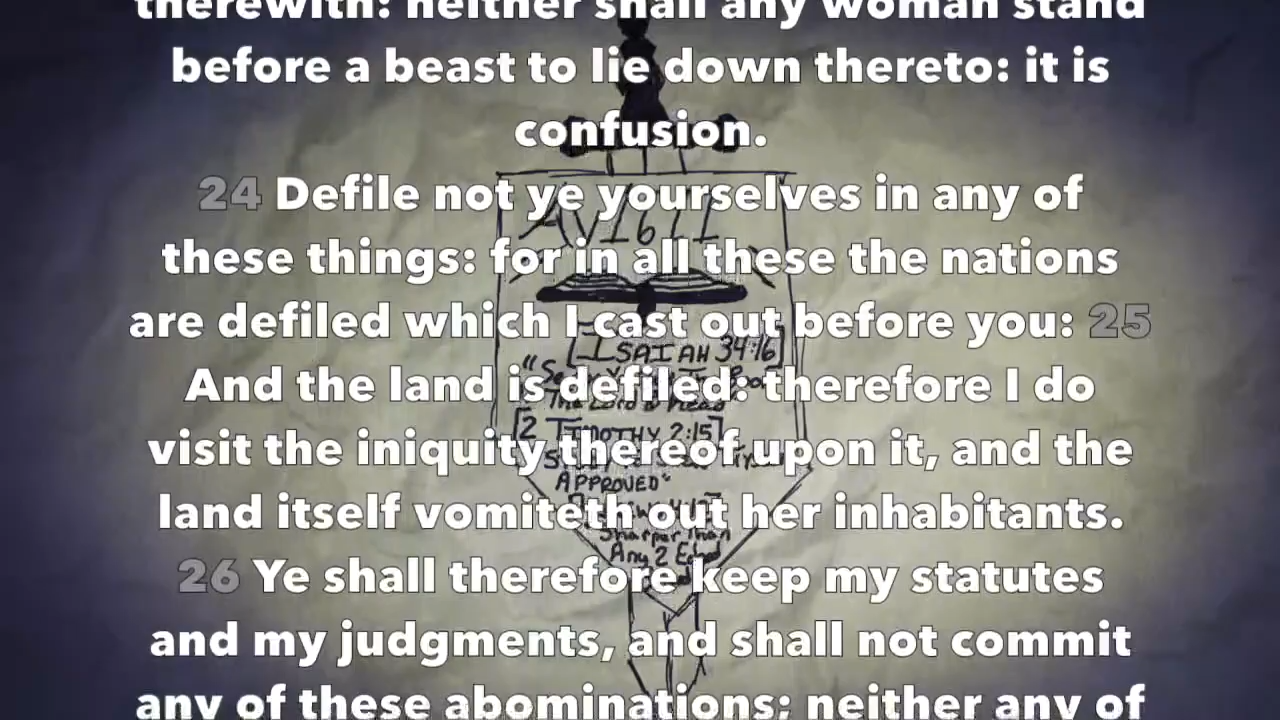 therewith: neither shall any woman stand
before a beast to lie down thereto: it is
confusion.
24 Defile not ye yourselves in any of
these things: for in all these the nations
are defiled which I cast out before you: 25
And the land is defiled: therefore I do
visit the iniquity thereof upon it, and the
land itself vomiteth out her inhabitants.
26 Ye shall therefore keep my statutes
and my judgments, and shall not commit
any of these abominations; neither any of
AV1611
[ISAIAH 34:16]
The Lord & Read
[2 TIMOTHY 2:15]
APPROVED"
Sharper than
Any 2 Edged